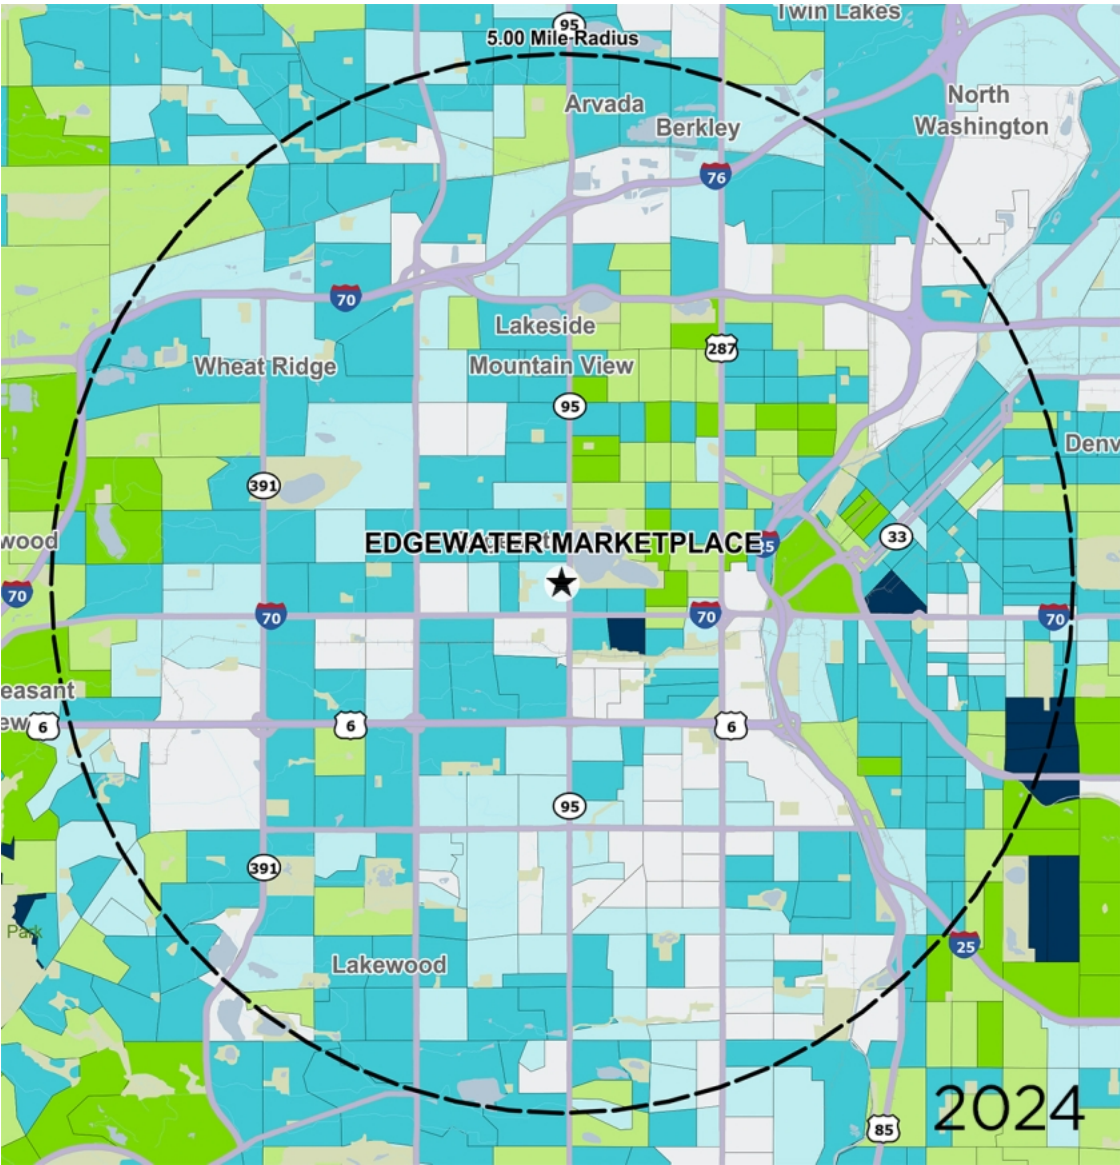 Twin Lakes
95
5.00 Mile Radius
Arvada
North
Washington
Berkley
76
70
Lakeside
287
Wheat Ridge
Mountain View
95
Denv
391
33
wood
EDGEWATER MARKETPLACE
25
70
70
70
70
easant
ew
6
6
6
95
391
Park
25
Lakewood
2024
85